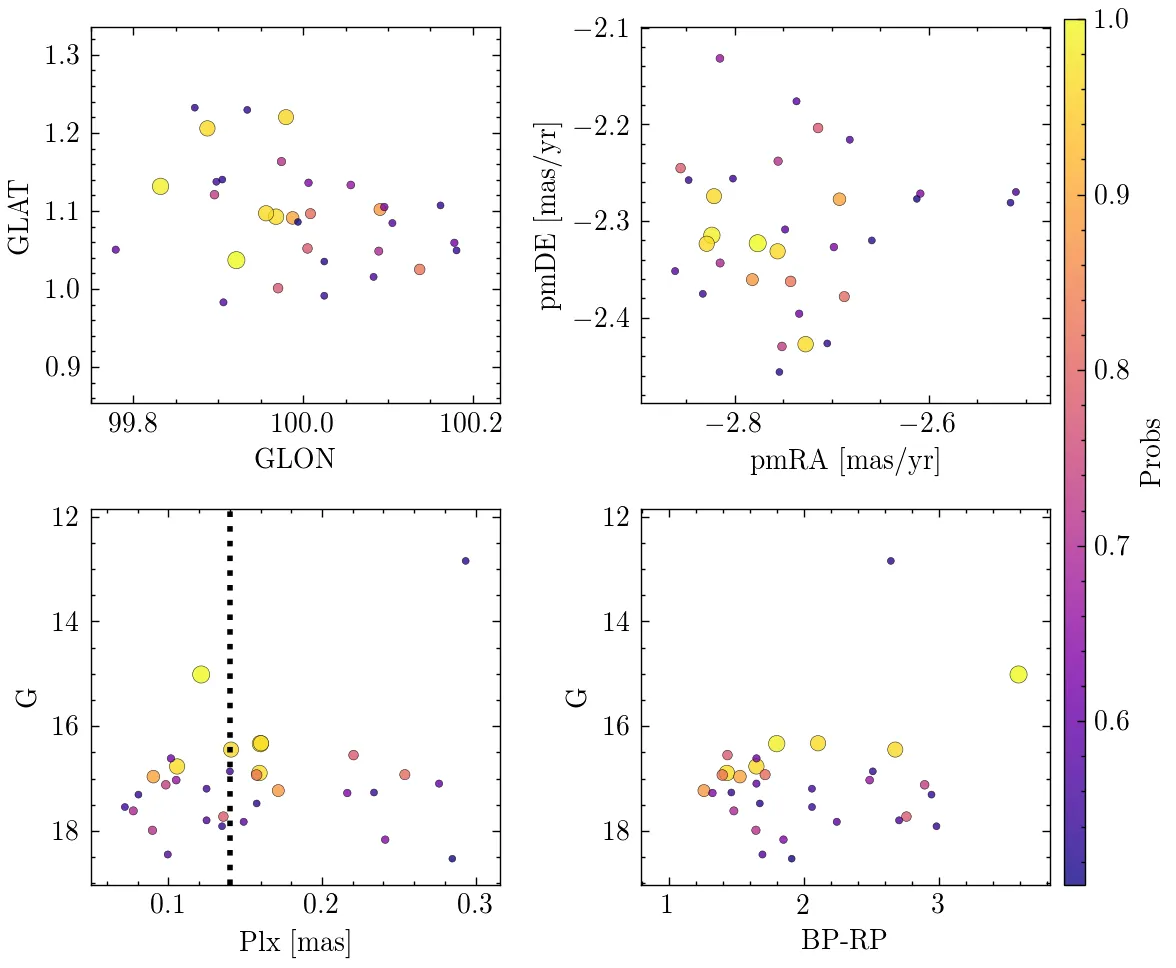 1.3
1.2
1.1
1.0
0.9
GLAT
99.8 100.0 100.2
GLON
−2.1
−2.2
−2.3
−2.4
pmDE [mas/yr]
−2.8 −2.6
pmRA [mas/yr]
12
14
16
18
G
0.1 0.2 0.3
Plx [mas]
12
14
16
18
G
1 2 3
BP-RP
1.0
0.9
0.8
0.7
0.6
Probs